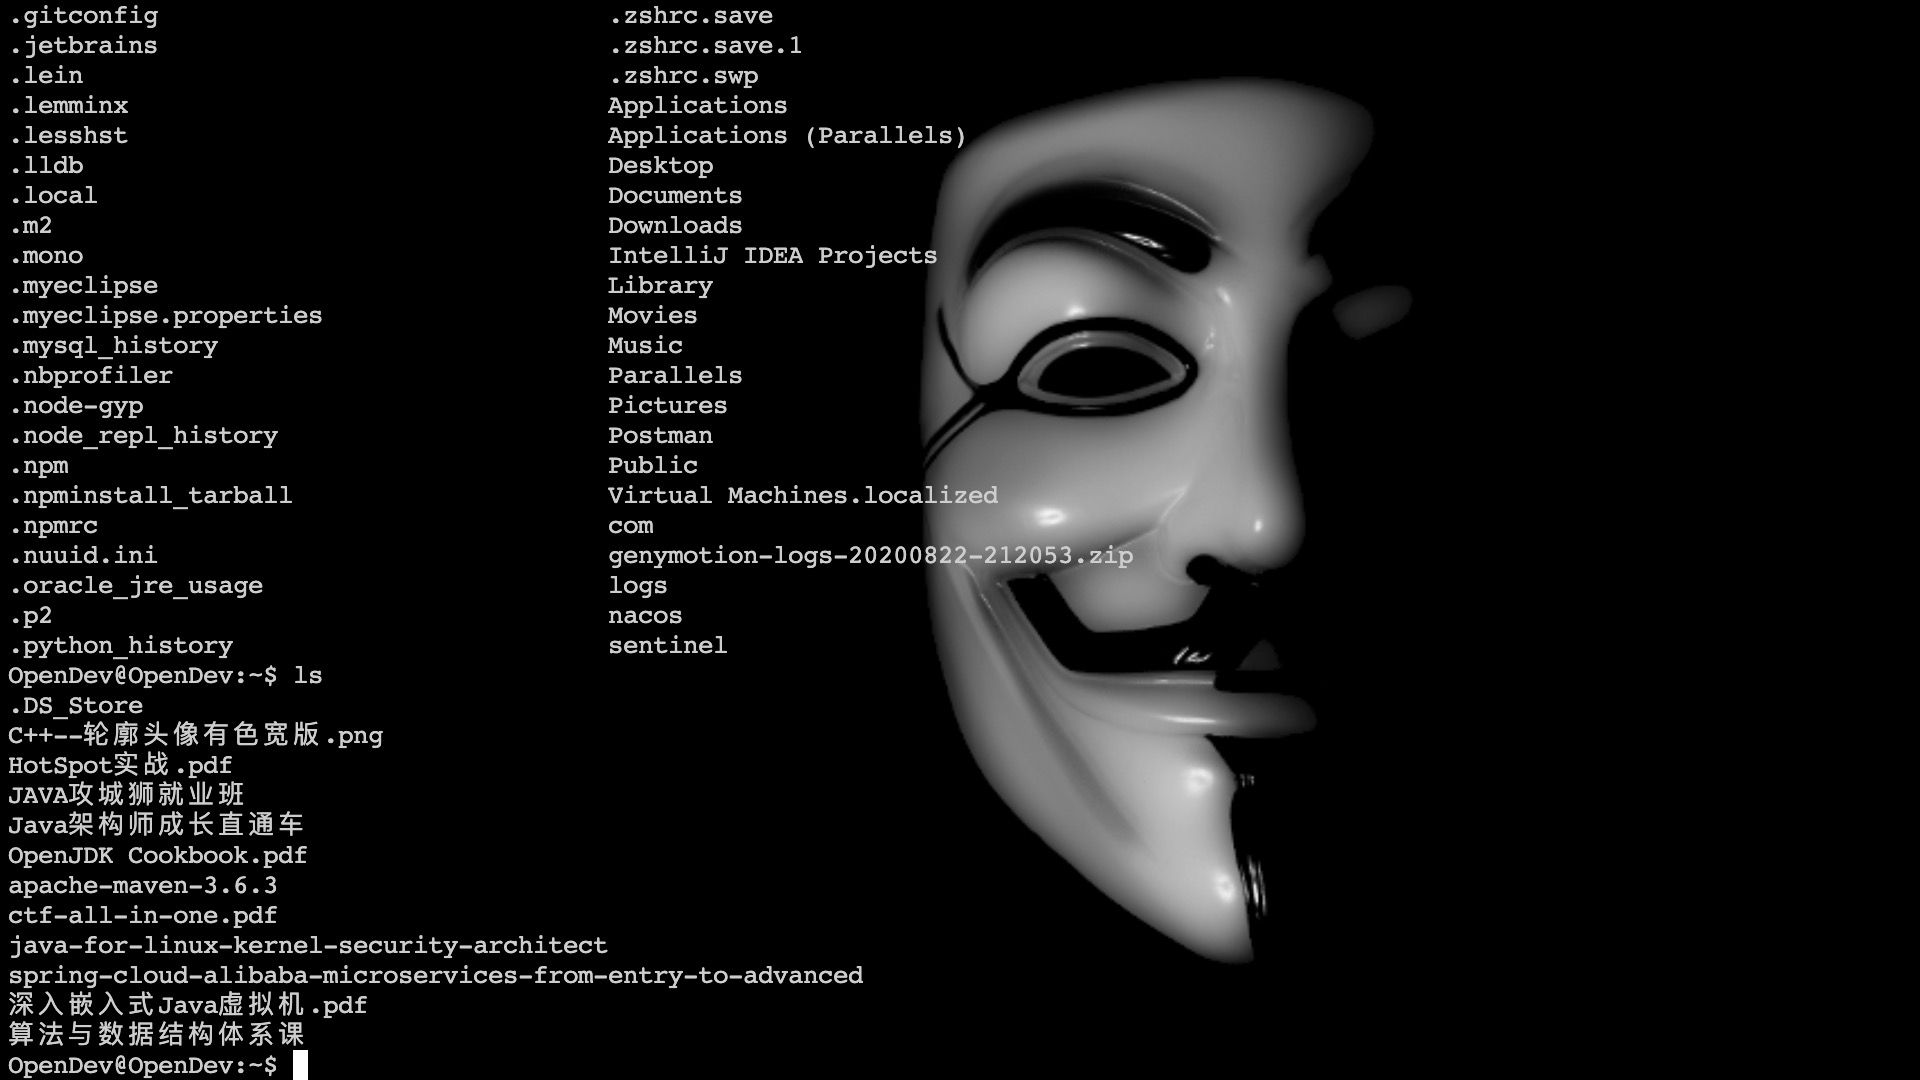 .gitconfig .zshrc.save
.jetbrains .zshrc.save.1
.lein .zshrc.swp
.lemminx Applications
.lesshst Applications (Parallels)
.lldb Desktop
.local Documents
.m2 Downloads
.mono IntelliJ IDEA Projects
.myeclipse Library
.myeclipse.properties Movies
.mysql_history Music
.nbprofiler Parallels
.node-gyp Pictures
.node_repl_history Postman
.npm Public
.npminstall_tarball Virtual Machines.localized
.npmrc com
.nuuid.ini genymotion-logs-20200822-212053.zip
.oracle_jre_usage logs
.p2 nacos
.python_history sentinel
OpenDev@OpenDev:~$ ls
.DS_Store
C++--轮廓头像有色宽版.png
HotSpot实战.pdf
JAVA攻城狮就业班
Java架构师成长直通车
OpenJDK Cookbook.pdf
apache-maven-3.6.3
ctf-all-in-one.pdf
java-for-linux-kernel-security-architect
spring-cloud-alibaba-microservices-from-entry-to-advanced
深入嵌入式Java虚拟机.pdf
算法与数据结构体系课
OpenDev@OpenDev:~$